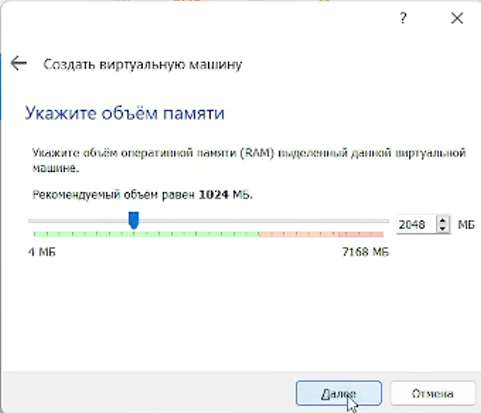 ?
Создать виртуальную машину
Укажите объём памяти
Укажите объём оперативной памяти (RAM) выделенный данной виртуальной
машине.
Рекомендуемый объём равен 1024 МБ.
2048 МБ
4 МБ 7168 МБ
Далее Отмена